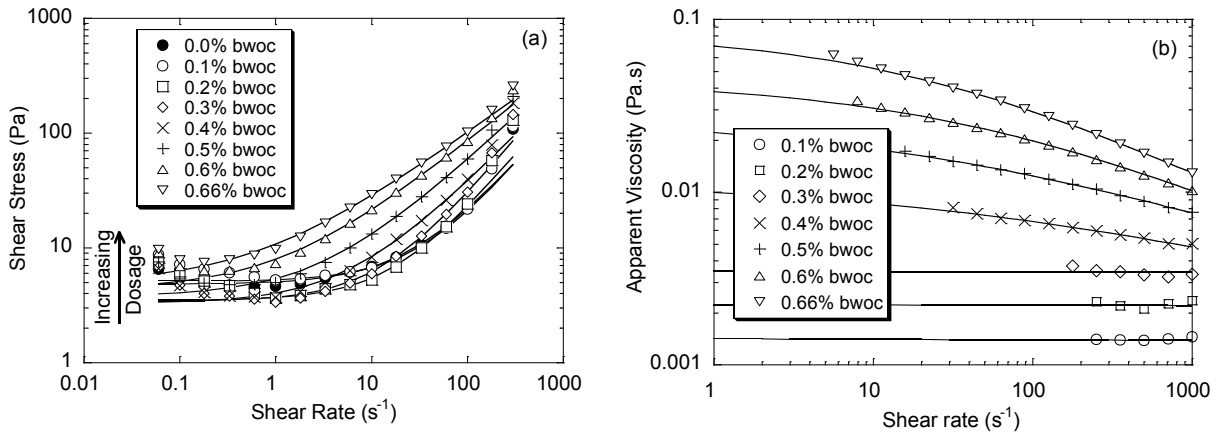 (a)
1000
100
10
1
Shear Stress (Pa)
0.0% bwoc
0.1% bwoc
0.2% bwoc
0.3% bwoc
0.4% bwoc
0.5% bwoc
0.6% bwoc
0.66% bwoc
Increasing
Dosage
0.01 0.1 1 10 100 1000
Shear Rate (s⁻¹)
(b)
0.1
0.01
0.001
Apparent Viscosity (Pa.s)
0.1% bwoc
0.2% bwoc
0.3% bwoc
0.4% bwoc
0.5% bwoc
0.6% bwoc
0.66% bwoc
1 10 100 1000
Shear rate (s⁻¹)